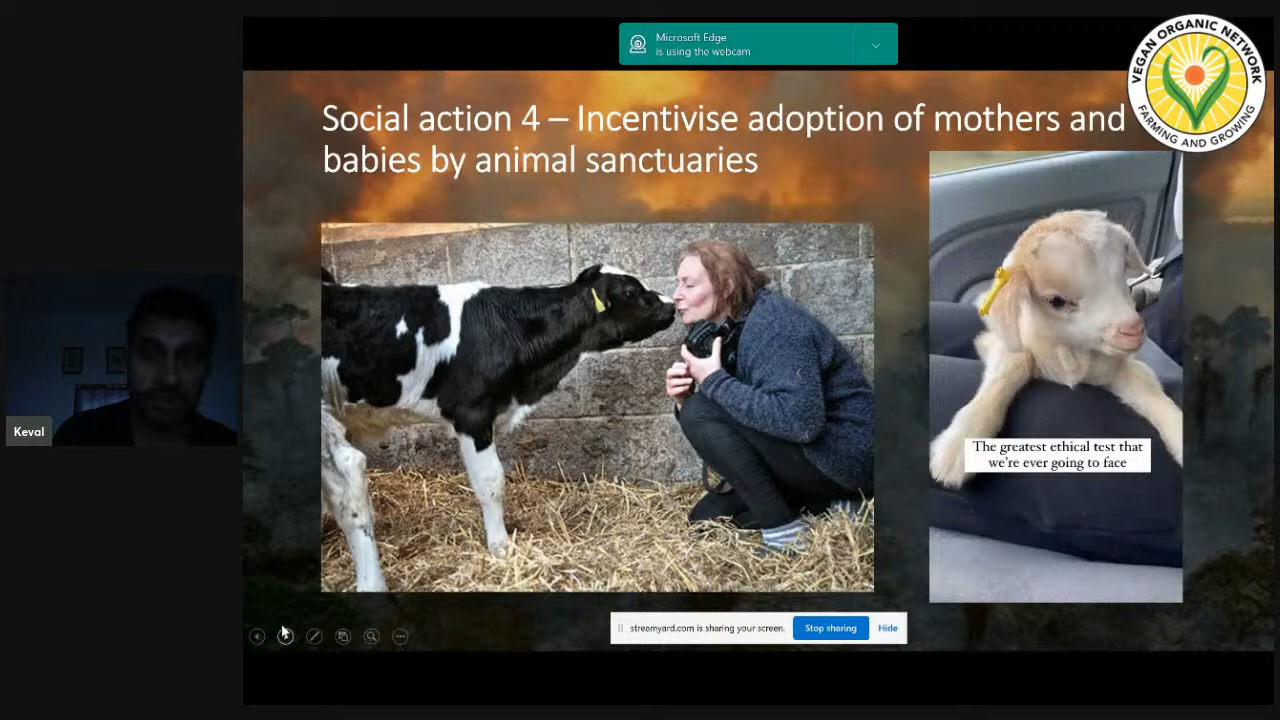 Microsoft Edge
is using the webcam
VEGAN ORGANIC NETWORK
FARMING AND GROWING
Social action 4 – Incentivise adoption of mothers and
babies by animal sanctuaries
Keval
The greatest ethical test that
we're ever going to face
streamyard.com is sharing your screen.
Stop sharing
Hide